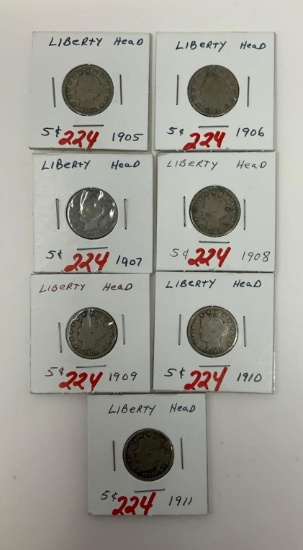 LIBERTY HEAD
5¢ 224 1905
LIBERTY HEAD
5¢ 224 1906
LIBERTY HEAD
5¢ 224 1907
LIBERTY HEAD
5¢ 224 1908
LIBERTY HEAD
5¢ 224 1909
LIBERTY HEAD
5¢ 224 1910
LIBERTY HEAD
5¢ 224 1911